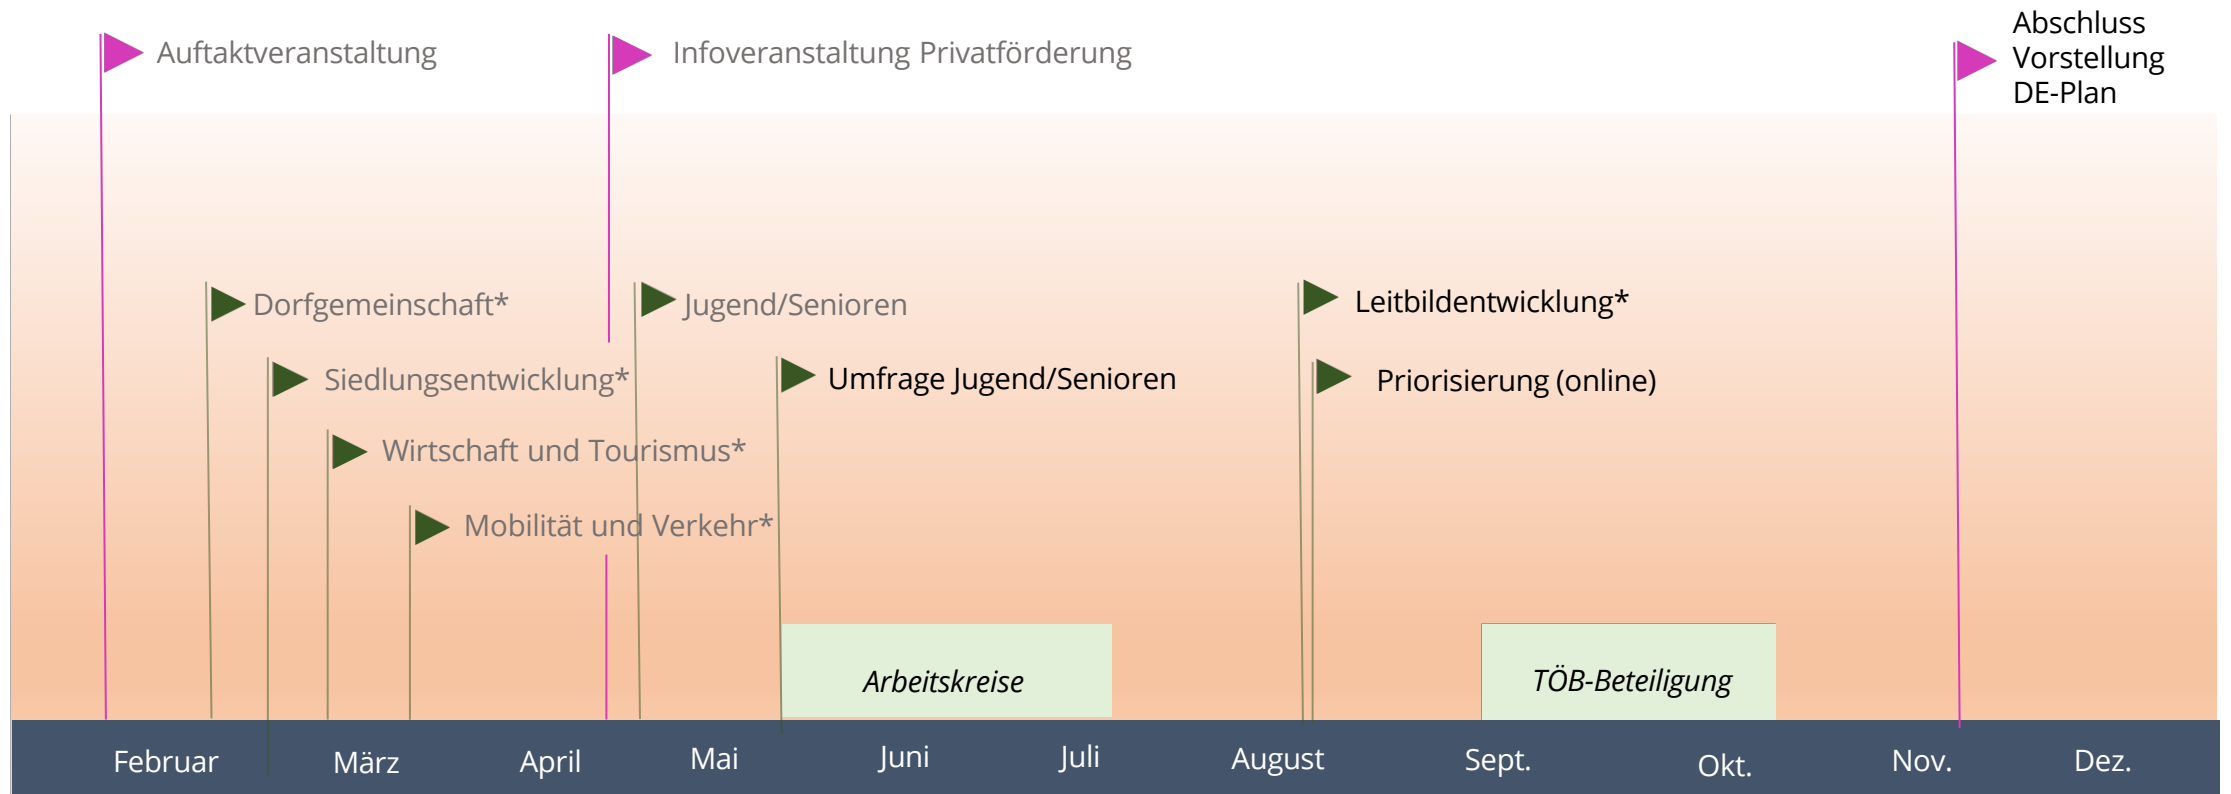 Auftaktveranstaltung
Infoveranstaltung Privatförderung
Abschluss
Vorstellung
DE-Plan
Dorfgemeinschaft*
Jugend/Senioren
Leitbildentwicklung*
Siedlungsentwicklung*
Umfrage Jugend/Senioren
Priorisierung (online)
Wirtschaft und Tourismus*
Mobilität und Verkehr*
Arbeitskreise
TÖB-Beteiligung
Februar
März
April
Mai
Juni
Juli
August
Sept.
Okt.
Nov.
Dez.